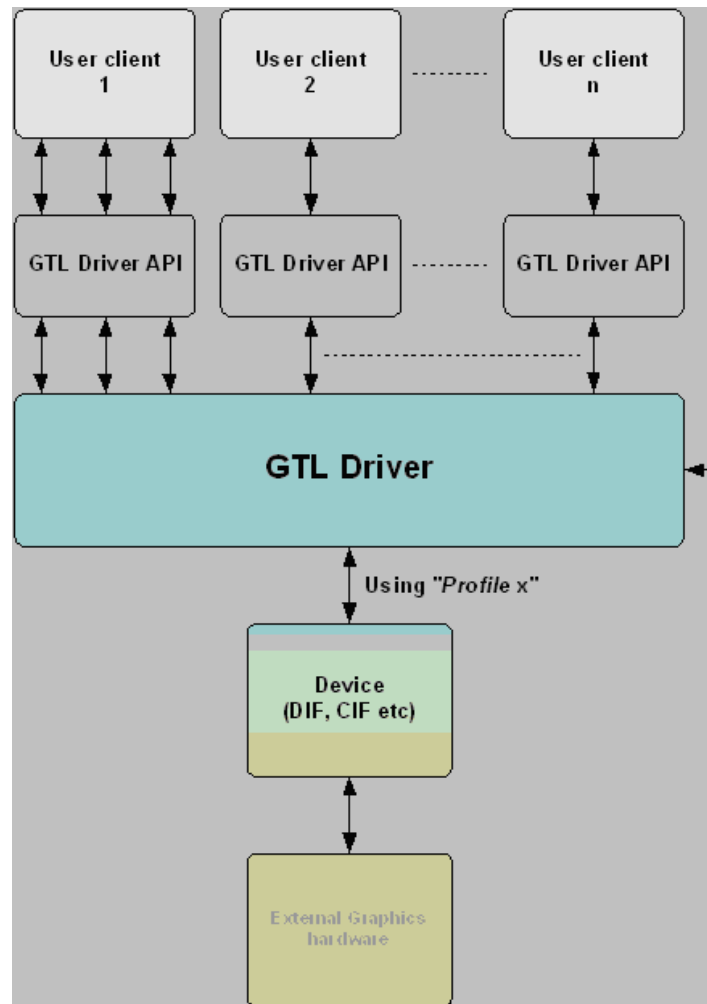 User client
1
User client
2
User client
n
GTL Driver API
GTL Driver API
GTL Driver API
GTL Driver
Using "Profile x"
Device
(DIF, CIF etc)
External Graphics
hardware